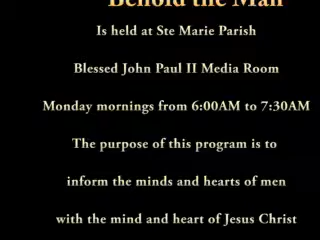 Behold the Man
Is held at Ste Marie Parish
Blessed John Paul II Media Room
Monday mornings from 6:00AM to 7:30AM
The purpose of this program is to
inform the minds and hearts of men
with the mind and heart of Jesus Christ